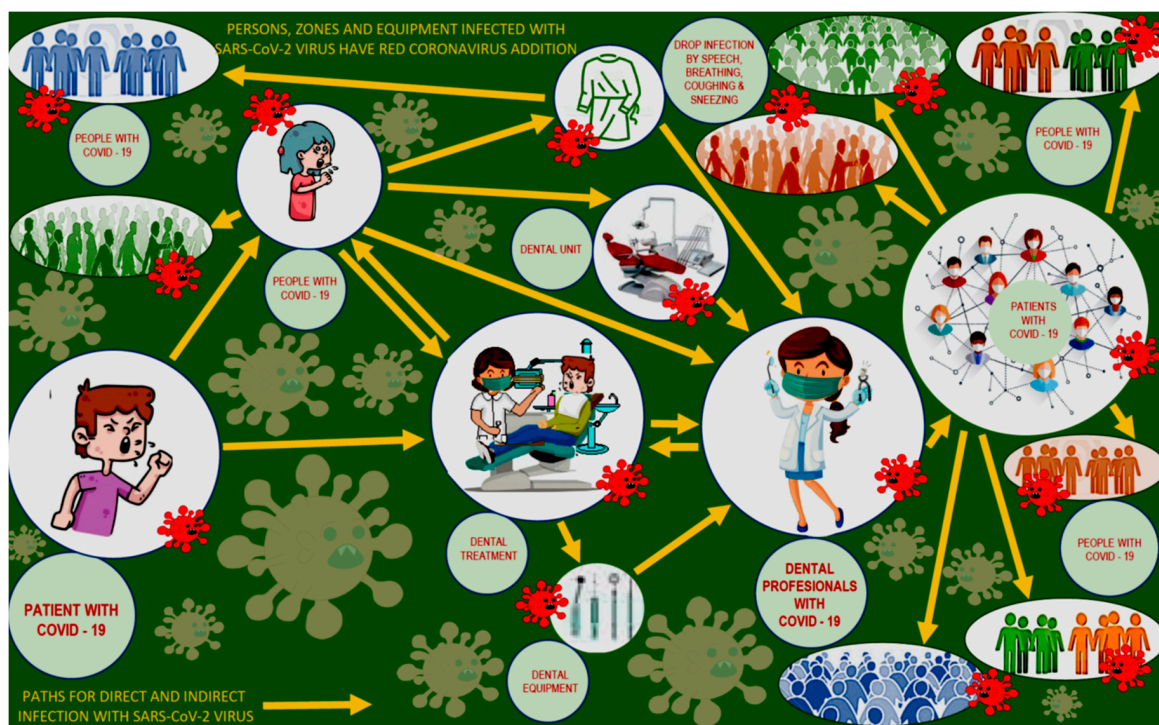 PERSONS, ZONES AND EQUIPMENT INFECTED WITH
SARS-CoV-2 VIRUS HAVE RED CORONAVIRUS ADDITION
DROP INFECTION
BY SPEECH,
BREATHING,
COUGHING &
SNEEZING
PEOPLE WITH
COVID - 19
PEOPLE WITH
COVID - 19
DENTAL UNIT
PEOPLE WITH
COVID - 19
PATIENTS
WITH
COVID - 19
DENTAL
TREATMENT
PEOPLE WITH
COVID - 19
PATIENT WITH
COVID - 19
DENTAL
PROFESIONALS
WITH
COVID - 19
DENTAL
EQUIPMENT
PATHS FOR DIRECT AND INDIRECT
INFECTION WITH SARS-CoV-2 VIRUS